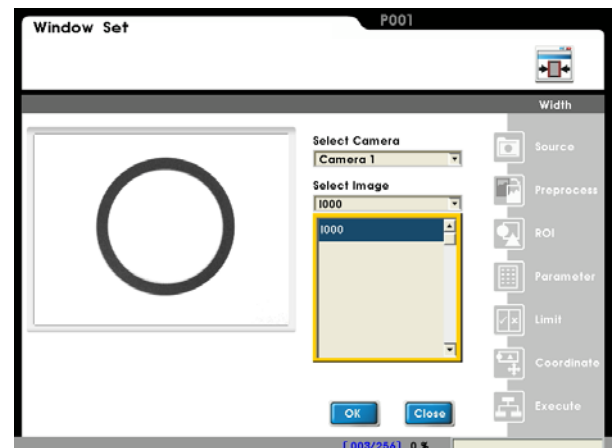 Window Set
P001
Width
Select Camera
Camera 1
Select Image
I000
I000
Source
Preprocess
ROI
Parameter
Limit
Coordinate
Execute
OK
Close
[ 003/256] 0 %